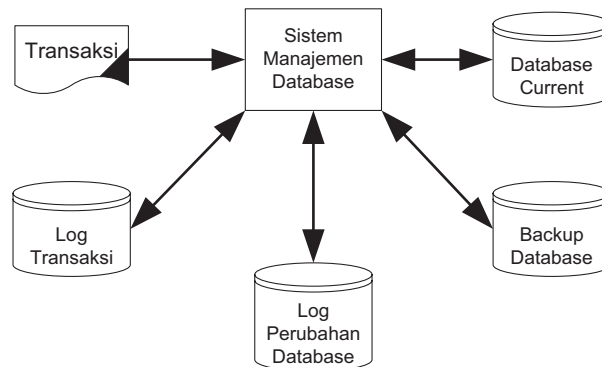 Transaksi
Sistem
Manajemen
Database
Database
Current
Log
Transaksi
Log
Perubahan
Database
Backup
Database